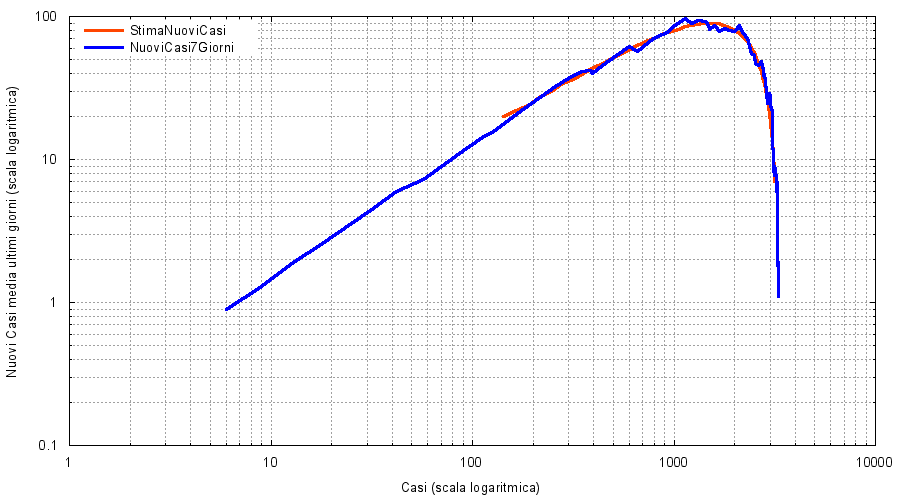 100
10
1
0.1
StimaNuoviCasi
NuoviCasi7Giorni
Nuovi Casi media ultimi giorni (scala logaritmica)
1
10
100
1000
10000
Casi (scala logaritmica)